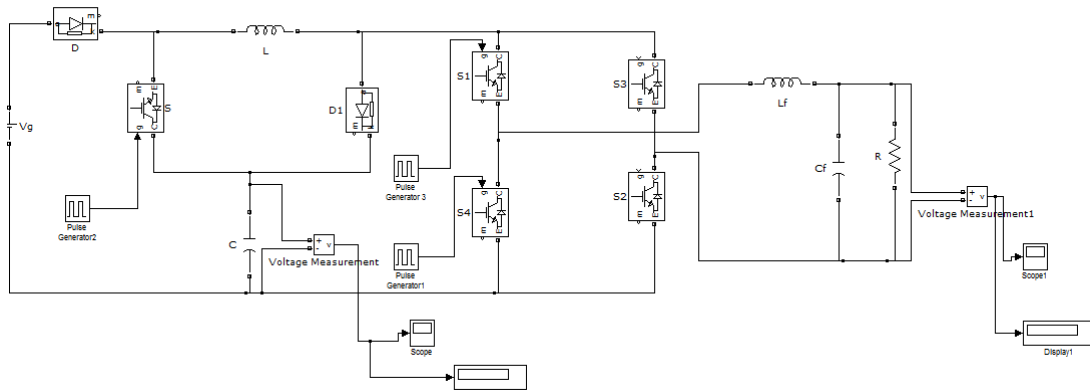 m
a
k
D
L
Vg
m
E
S
g
C
Pulse
Generator2
D1
m
a
k
g
C
S1
m
E
S3
g
C
m
E
Pulse
Generator 3
S4
g
C
m
E
S2
g
C
m
E
Pulse
Generator1
C
+
-
v
Voltage Measurement
Scope
Lf
Cf
R
+
-
v
Voltage Measurement1
Scope1
Display1